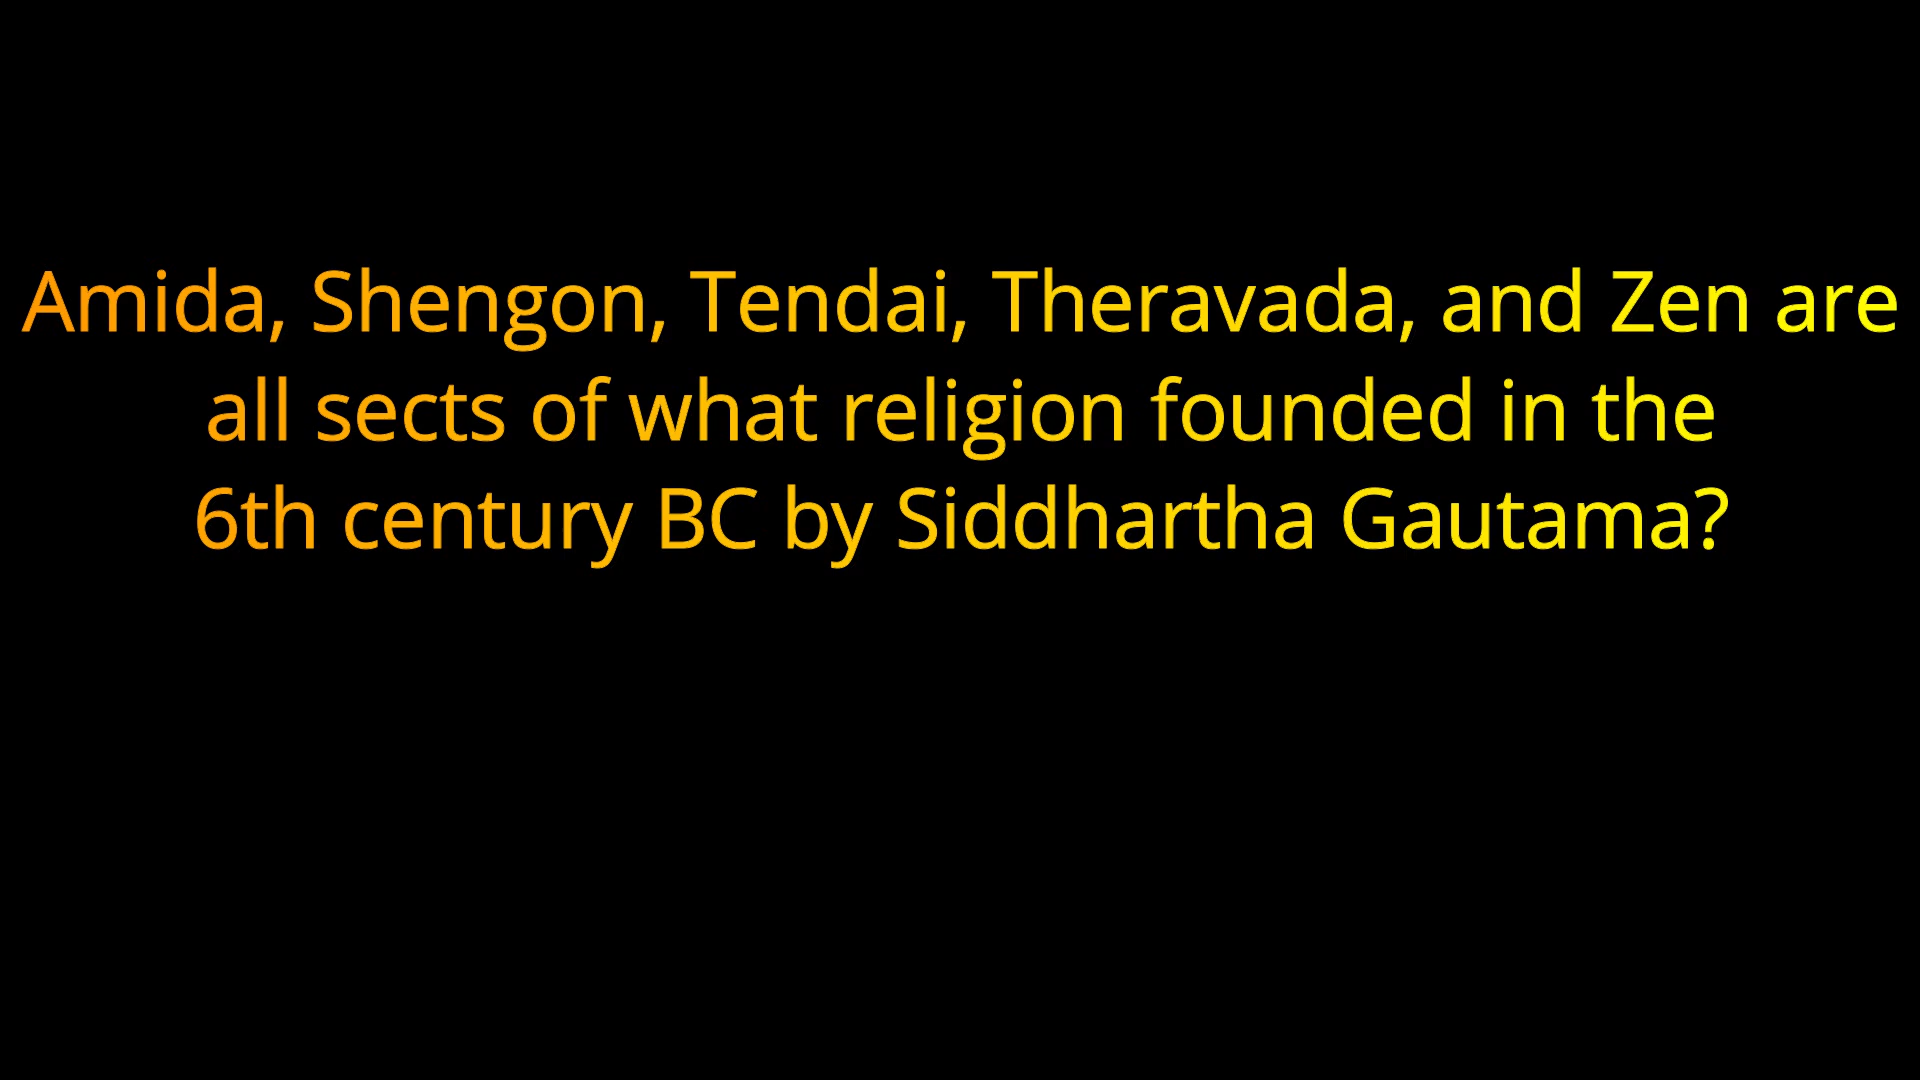 Amida, Shengon, Tendai, Theravada, and Zen are
all sects of what religion founded in the
6th century BC by Siddhartha Gautama?